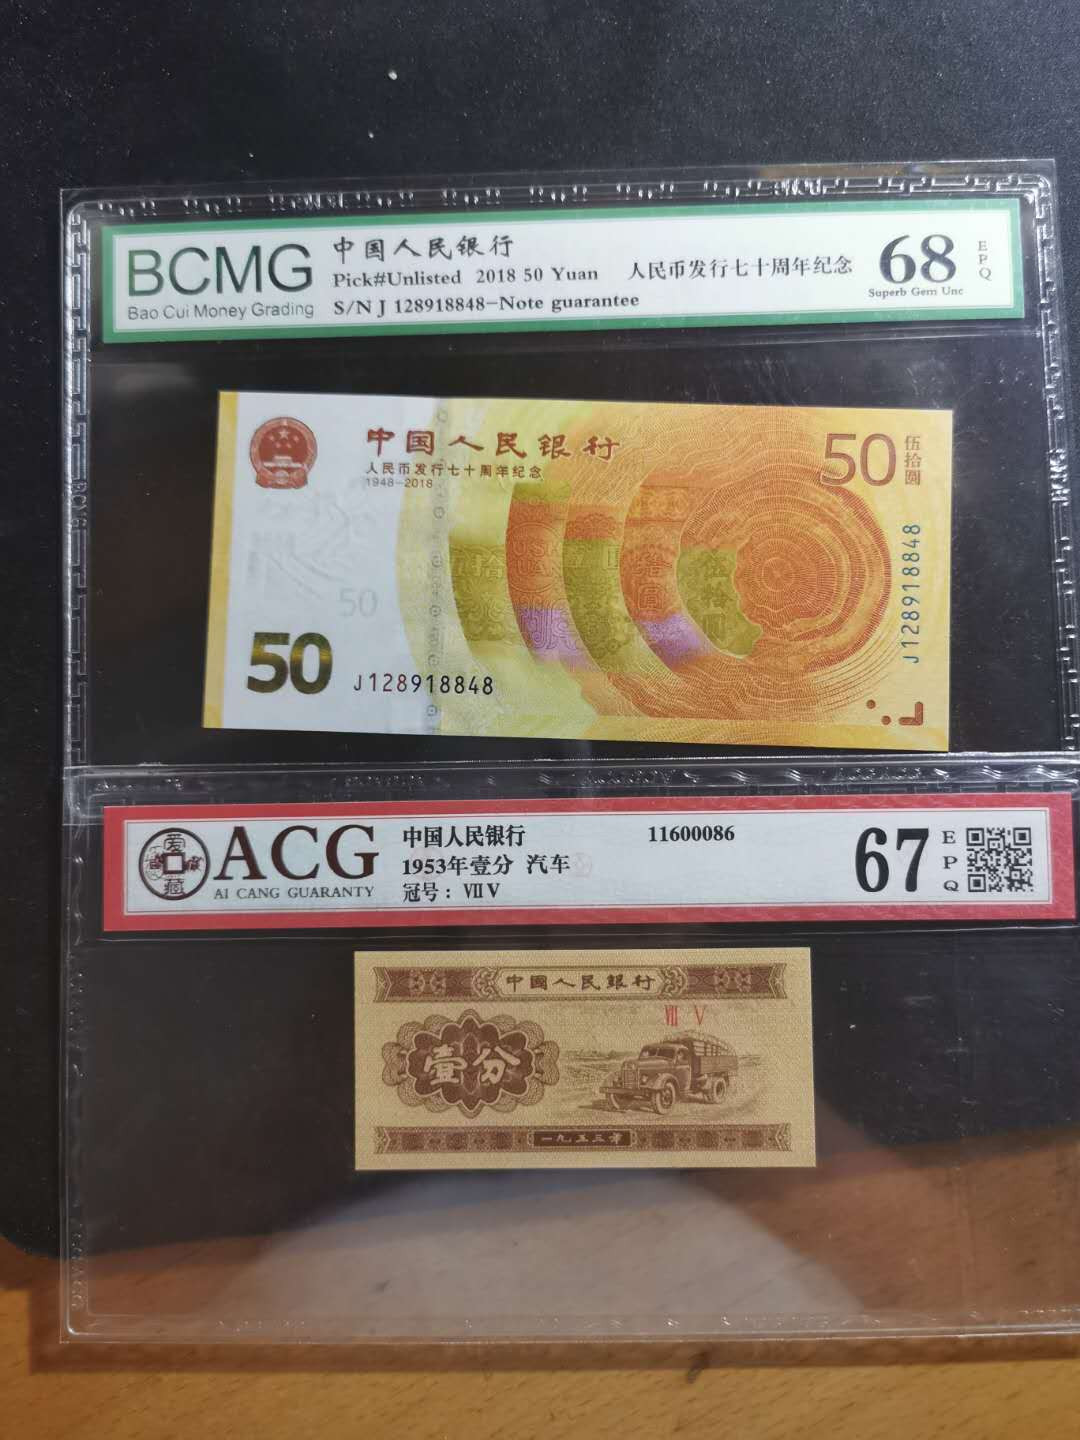 BCMG
Bao Cui Money Grading
中国人民银行
Pick#Unlisted 2018 50 Yuan 人民币发行七十周年纪念
S/N J 128918848-Note guarantee
68
EPQ
Superb Gem Unc
中国人民银行
人民币发行七十周年纪念
1948-2018
50
伍拾圆
50
50
J128918848
J128918848
ACG
AI CANG GUARANTY
中国人民银行
1953年壹分 汽车
冠号： VII V
11600086
67
EPQ
中國人民銀行
VII V
壹分
一九五三年